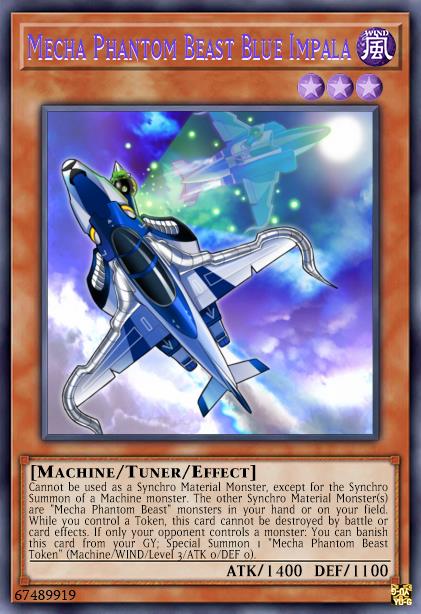 MECHA PHANTOM BEAST BLUE IMPALA
WIND
風
[MACHINE/TUNER/EFFECT]
Cannot be used as a Synchro Material Monster, except for the Synchro
Summon of a Machine monster. The other Synchro Material Monster(s)
are "Mecha Phantom Beast" monsters in your hand or on your field.
While you control a Token, this card cannot be destroyed by battle or
card effects. If only your opponent controls a monster: You can banish
this card from your GY; Special Summon 1 "Mecha Phantom Beast
Token" (Machine/WIND/Level 3/ATK 0/DEF 0).
ATK/1400 DEF/1100
67489919